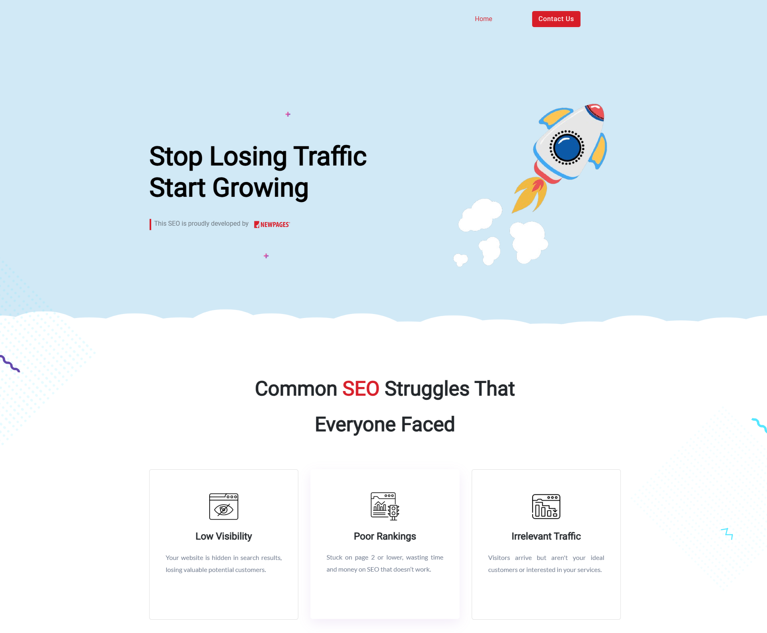 Home
Contact Us
Stop Losing Traffic
Start Growing
This SEO is proudly developed by NEWPAGES
Common SEO Struggles That
Everyone Faced
Low Visibility
Your website is hidden in search results,
losing valuable potential customers.
Poor Rankings
Stuck on page 2 or lower, wasting time
and money on SEO that doesn't work.
Irrelevant Traffic
Visitors arrive but aren't your ideal
customers or interested in your services.